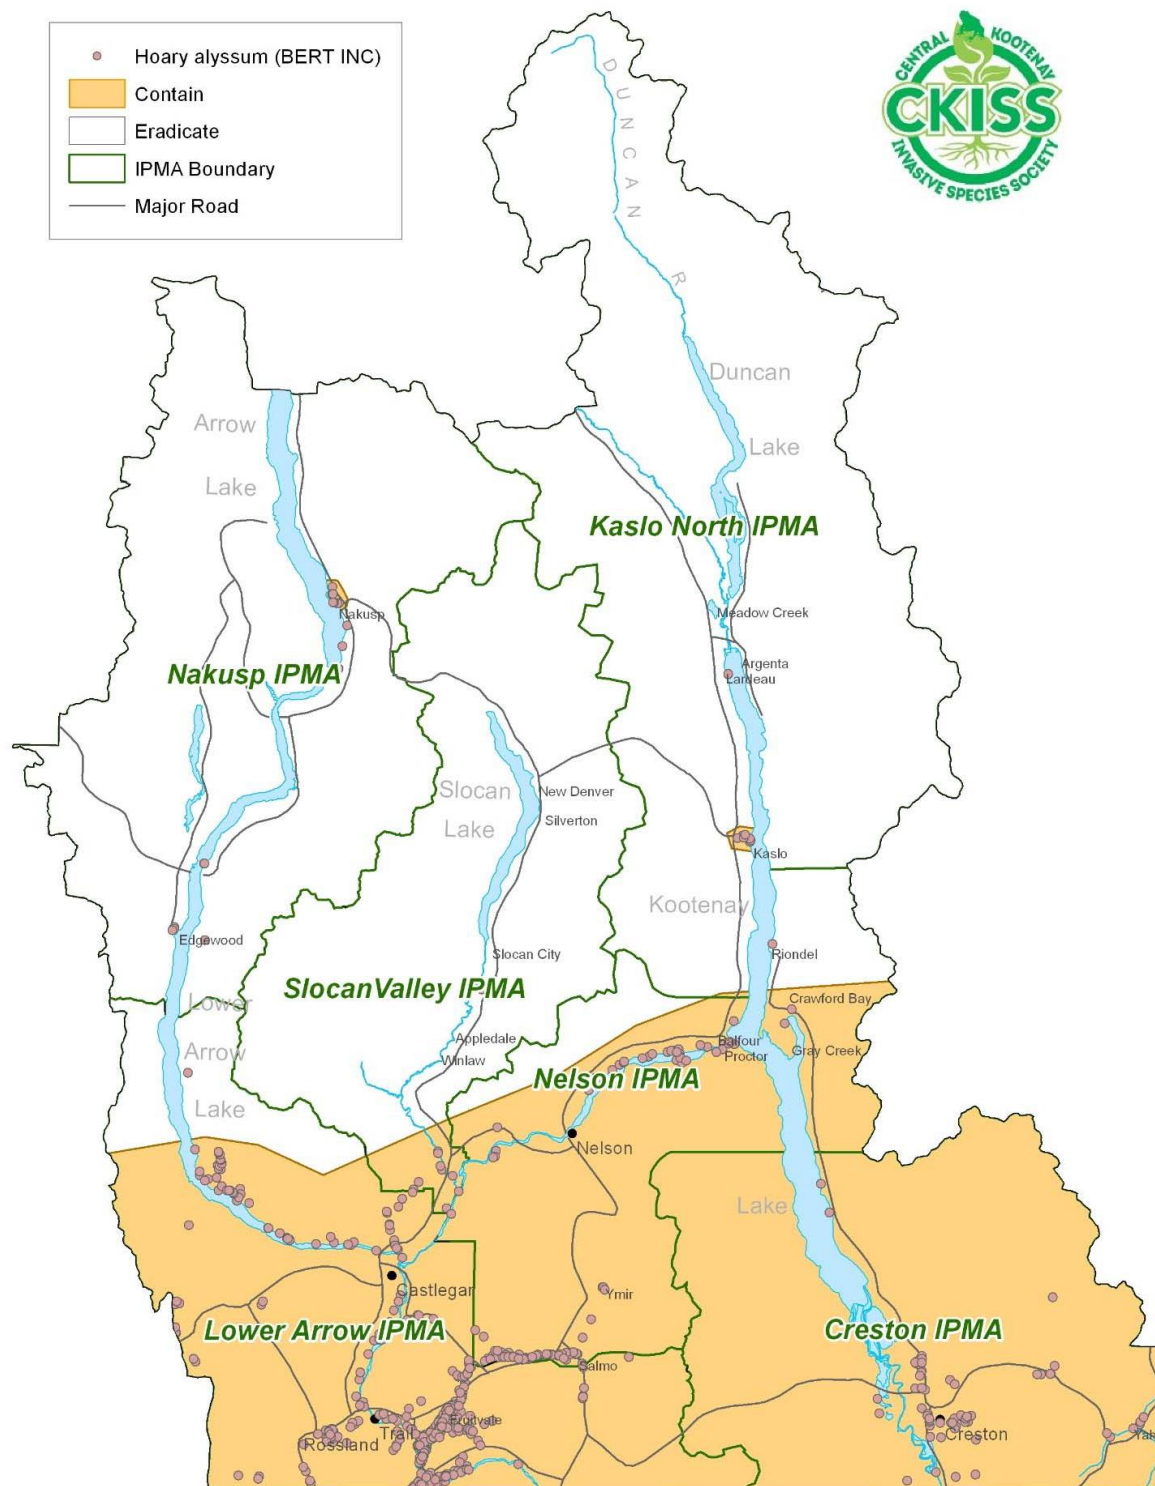 Hoary alyssum (BERT INC)
Contain
Eradicate
IPMA Boundary
Major Road
CENTRAL KOOTENAY
CKISS
INVASIVE SPECIES SOCIETY
DUNCAN R
Duncan
Lake
Arrow
Lake
Kaslo North IPMA
Nakusp
Meadow Creek
Argenta
Lardeau
Nakusp IPMA
Slocan
Lake
New Denver
Silverton
Kaslo
Kootenay
Edgewood
Slocan City
Riondel
SlocanValley IPMA
Lower
Arrow
Lake
Crawford Bay
Appledale
Winlaw
Balfour
Proctor
Gray Creek
Nelson IPMA
Nelson
Lake
Castlegar
Ymir
Lower Arrow IPMA
Creston IPMA
Salmo
Fruitvale
Trail
Rossland
Creston
Yah